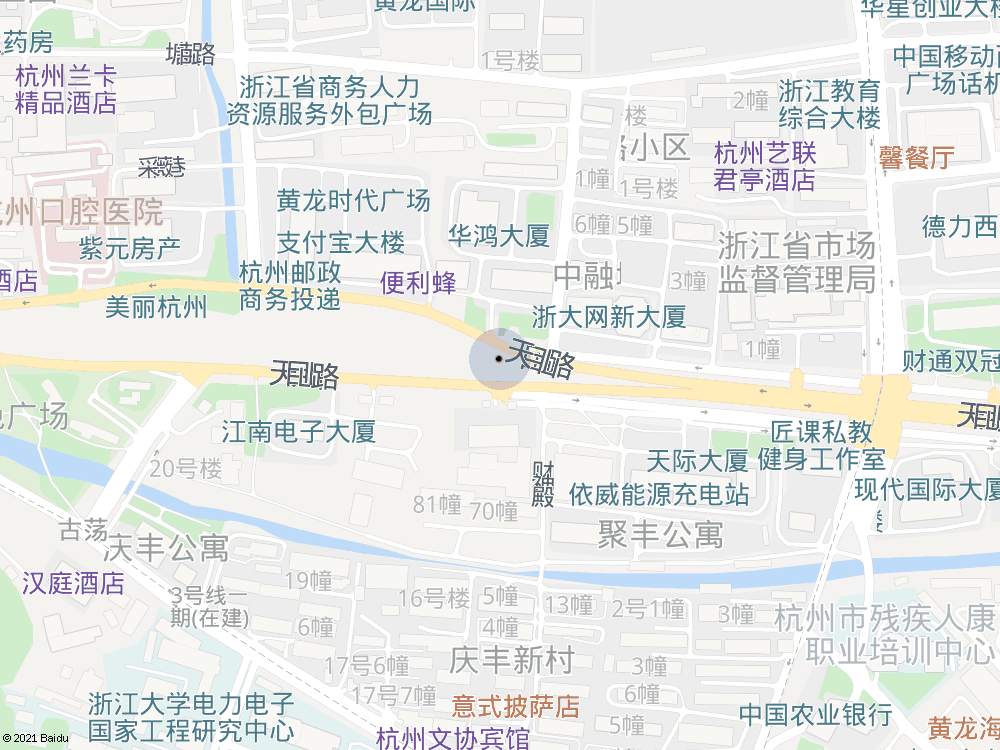 黄龙国际
华星创业大楼
药房
塘苗路
1号楼
中国移动西
广场话机
杭州兰卡
精品酒店
浙江省商务人力
资源服务外包广场
2幢
浙江教育
综合大楼
楼
路小区
杭州艺联
君亭酒店
馨餐厅
采薇巷
1幢
1号幢
杭州口腔医院
黄龙时代广场
6幢
5幢
德力西
紫元房产
支付宝大楼
华鸿大厦
浙江省市场
监督管理局
酒店
杭州邮政
商务投递
便利蜂
中融
3幢
美丽杭州
浙大网新大厦
天目山路
1幢
财通双冠
天目山路
广场
天目山路
江南电子大厦
匠课私教
健身工作室
20号楼
财神殿
天际大厦
81幢
70幢
依威能源充电站
现代国际大厦
古荡
庆丰公寓
聚丰公寓
汉庭酒店
19幢
3号线一
期(在建)
16号楼
5幢
13幢
2号1幢
3幢
杭州市残疾人康
职业培训中心
6幢
4幢
17号6幢
庆丰新村
3幢
17号7幢
6幢
浙江大学电力电子
国家工程研究中心
意式披萨店
5幢
中国农业银行
黄龙海
杭州文协宾馆
© 2021 Baidu